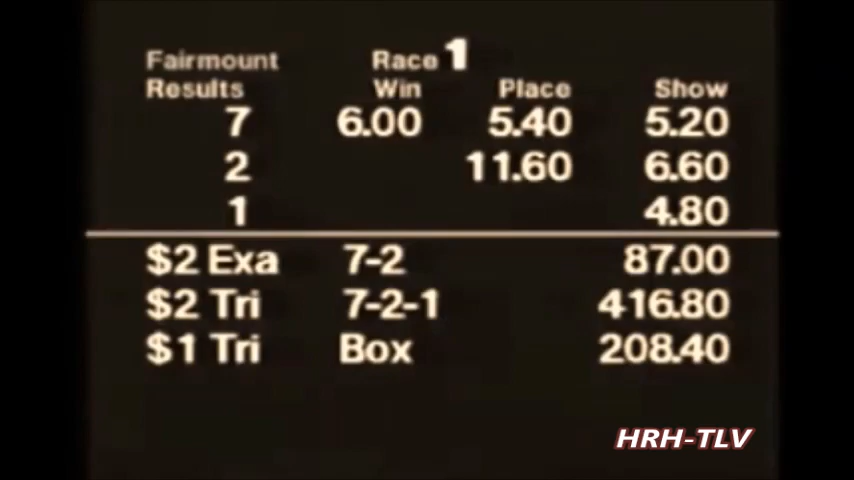 Fairmount Race 1
Results Win Place Show
7 6.00 5.40 5.20
2 11.60 6.60
1 4.80
$2 Exa 7-2 87.00
$2 Tri 7-2-1 416.80
$1 Tri Box 208.40
HRH-TLV